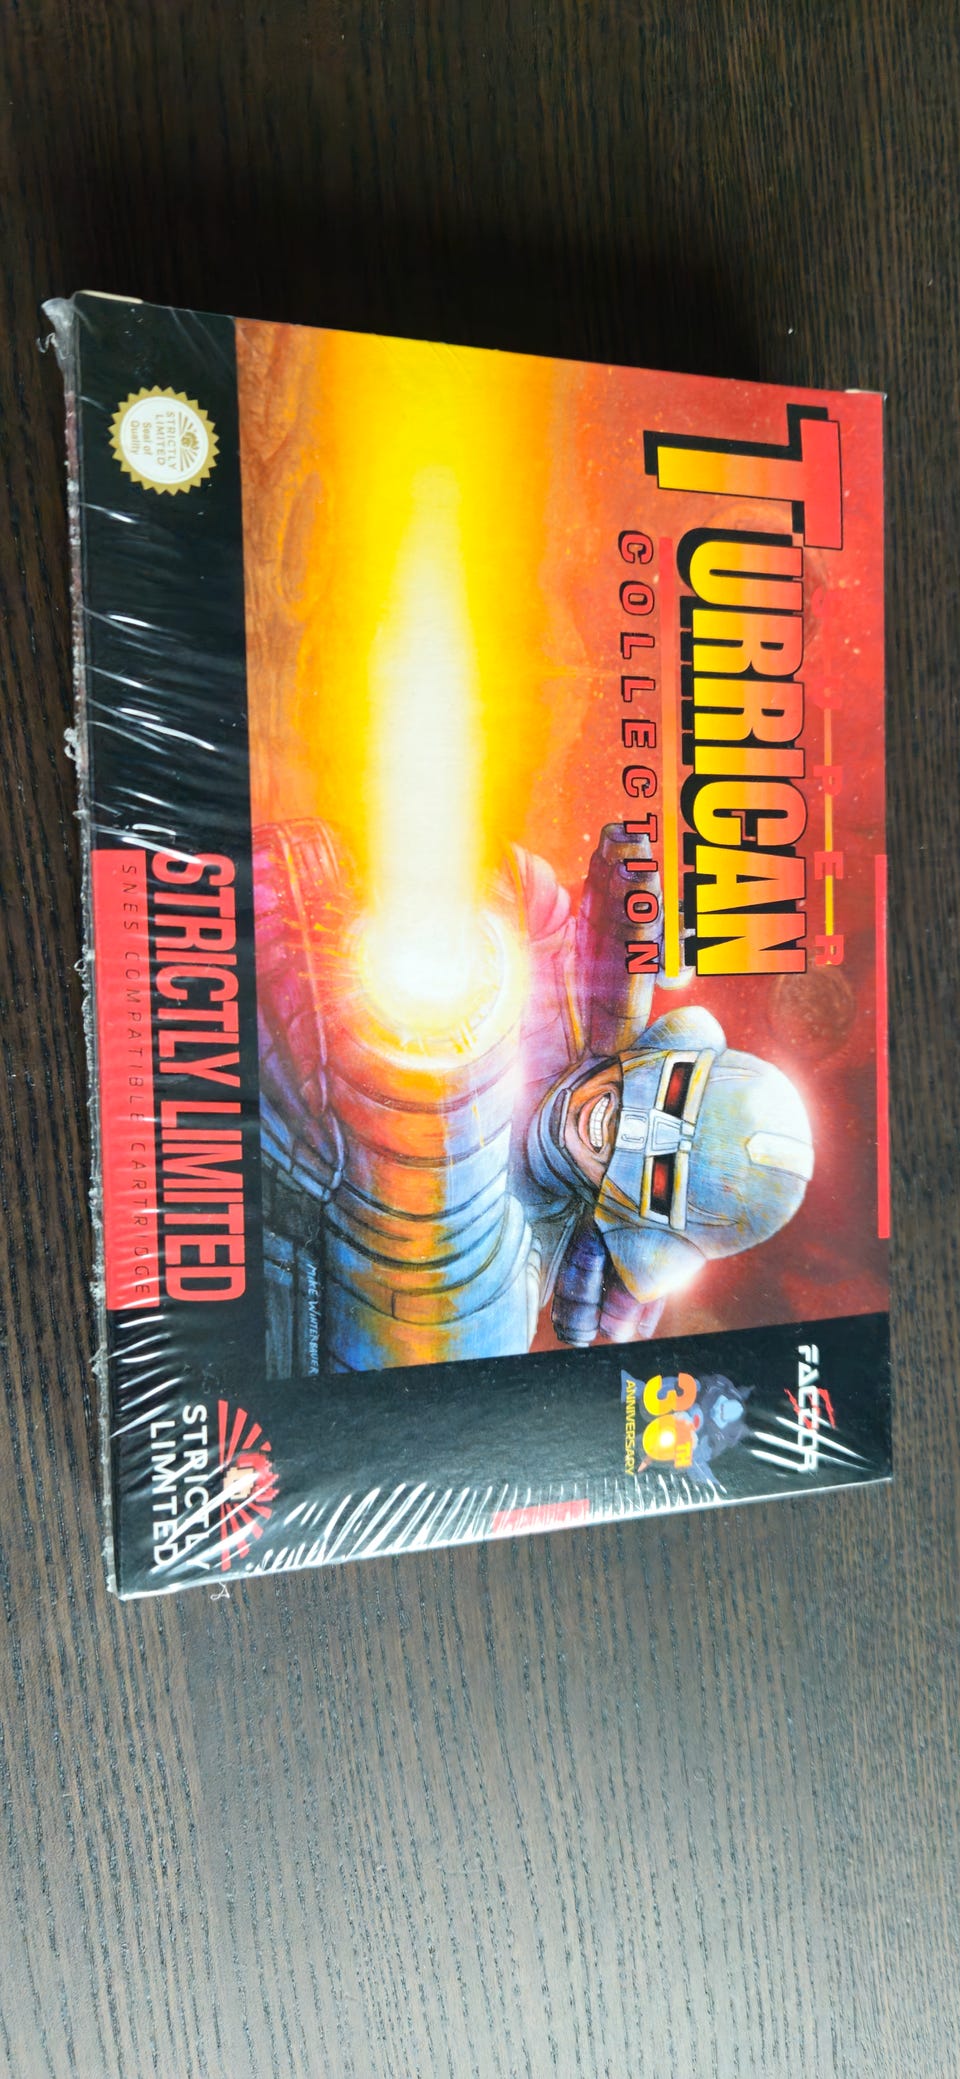 SUPER
TURRICAN
COLLECTION
FACTOR 5
30TH
ANNIVERSARY
MIKE WINTERBAUER
STRICTLY
LIMITED
Seal of
Quality
STRICTLY LIMITED
SNES COMPATIBLE CARTRIDGE
STRICTLY
LIMITED